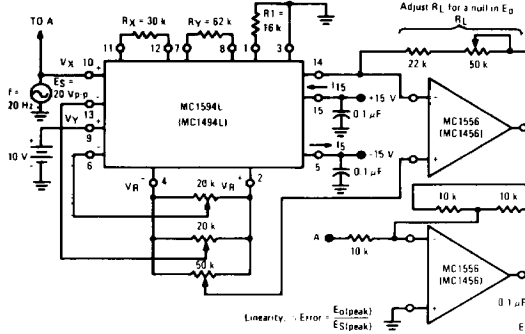 Adjust RL for a null in Eo
RL
TO A
RX = 30 k
RY = 62 k
R1 =
16 k
11
12
7
8
1
3
VX
10
+
14
22 k
50 k
ES =
20 Vp-p
f =
20 Hz
-
13
VY
9
+
10 V
-
6
MC1594L
(MC1494L)
I15
15
+15 V
0.1 µF
I5
-15 V
5
0.1 µF
-
MC1556
(MC1456)
+
VR
-
4
20 k
VR
+
2
20 k
50 k
10 k
10 k
A
10 k
-
MC1556
(MC1456)
+
0.1 µF
Linearity, Error = Eo(peak)
ES(peak)
E